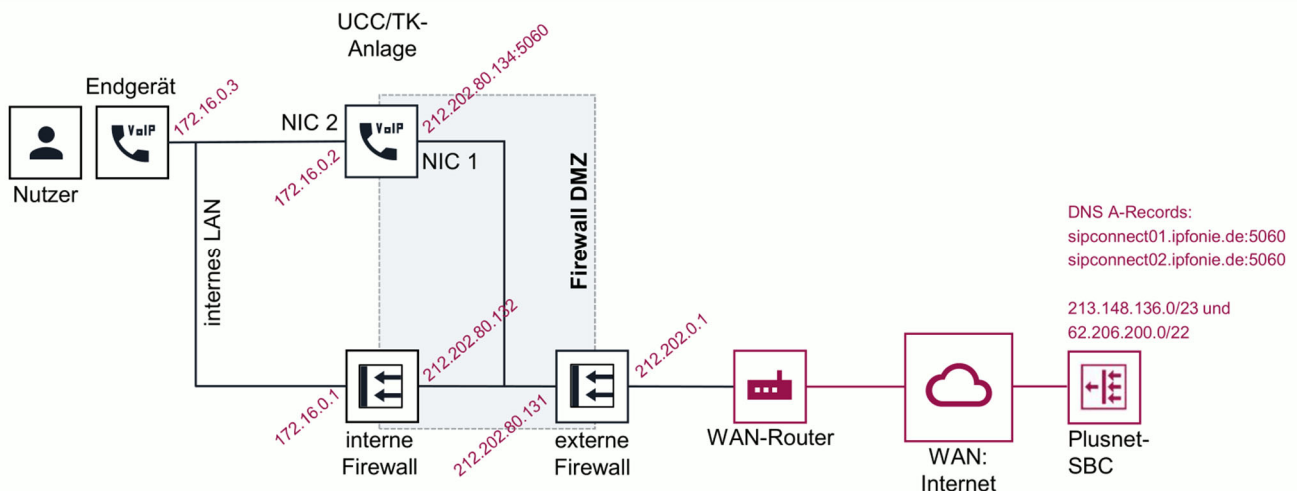 UCC/TK-
Anlage
Endgerät
Nutzer
VoIP
172.16.0.3
NIC 2
172.16.0.2
VoIP
212.202.80.134:5060
NIC 1
internes LAN
Firewall DMZ
172.16.0.1
interne
Firewall
212.202.80.132
212.202.80.131
externe
Firewall
212.202.0.1
WAN-Router
WAN:
Internet
DNS A-Records:
sipconnect01.ipfonie.de:5060
sipconnect02.ipfonie.de:5060
213.148.136.0/23 und
62.206.200.0/22
Plusnet-
SBC